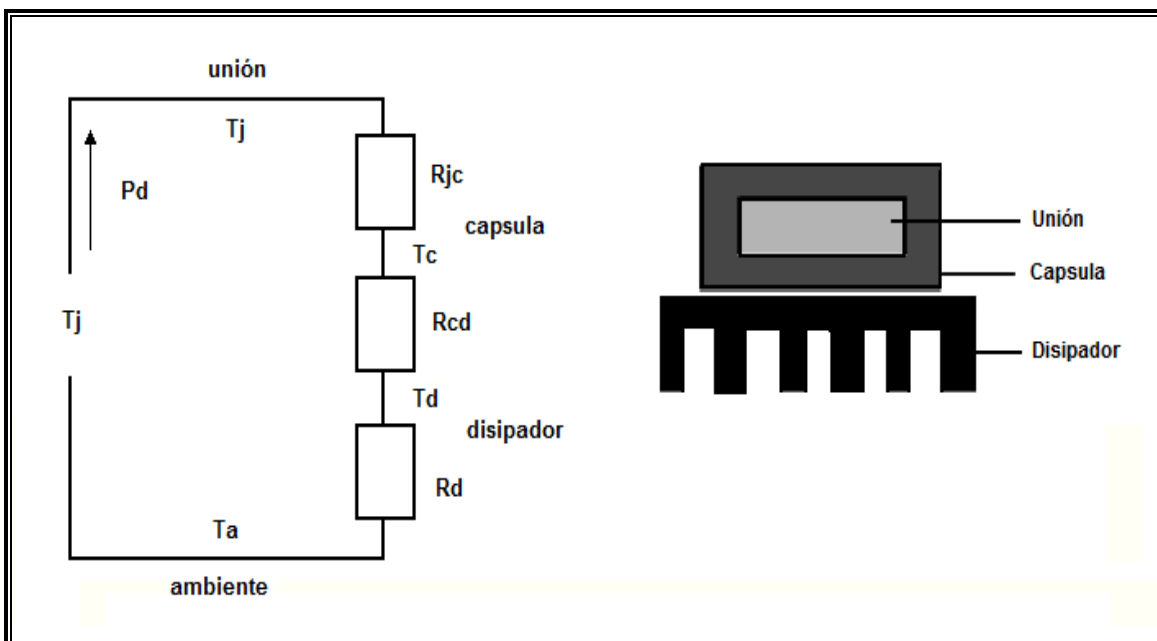 unión
Tj
Pd
Rjc
capsula
Tc
Tj
Rcd
Td
disipador
Rd
Ta
ambiente
Unión
Capsula
Disipador